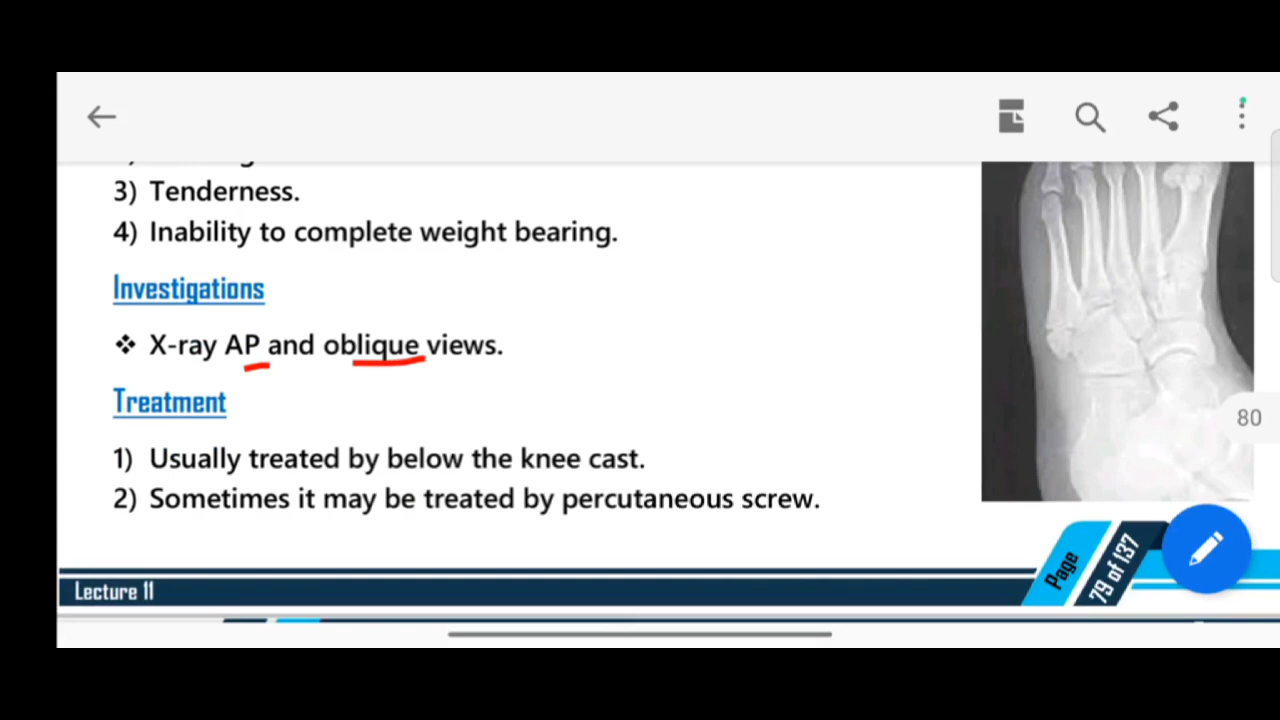 3) Tenderness.
4) Inability to complete weight bearing.
Investigations
❖ X-ray AP and oblique views.
Treatment
80
1) Usually treated by below the knee cast.
2) Sometimes it may be treated by percutaneous screw.
Page
79 of 137
Lecture 11